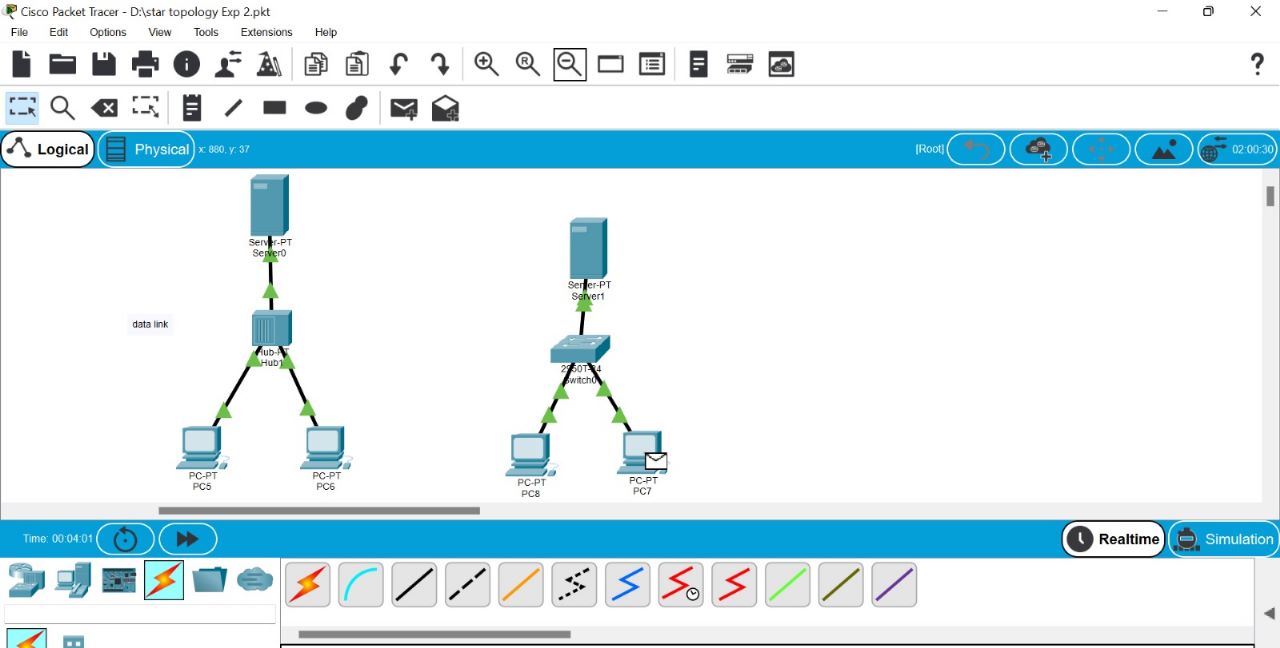 Cisco Packet Tracer - D:\star topology Exp 2.pkt
File Edit Options View Tools Extensions Help
Logical Physical x: 880, y: 37 [Root] 02:00:30
Server-PT
Server0
Server-PT
Server1
data link
Hub-PT
Hub1
2950T-24
Switch0
PC-PT
PC5
PC-PT
PC6
PC-PT
PC8
PC-PT
PC7
Time: 00:04:01 Realtime Simulation